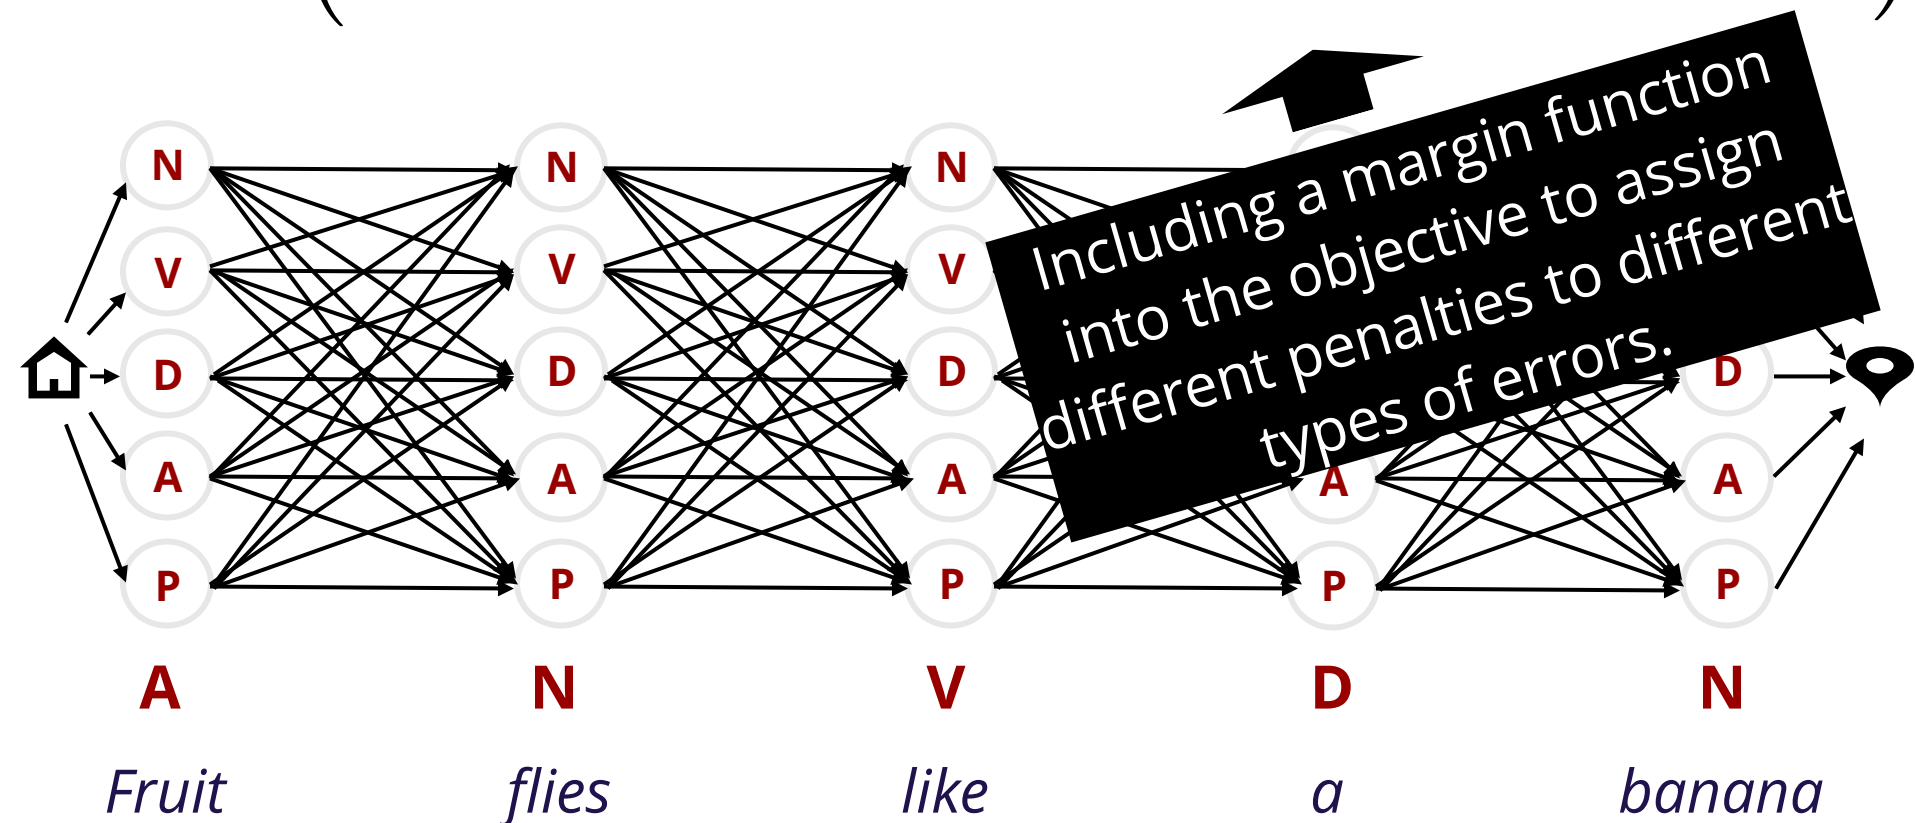 (
)
Including a margin function
into the objective to assign
different penalties to different
types of errors.
N N N
V V V
D D D D
A A A A A
P P P P P
A N V D N
Fruit flies like a banana